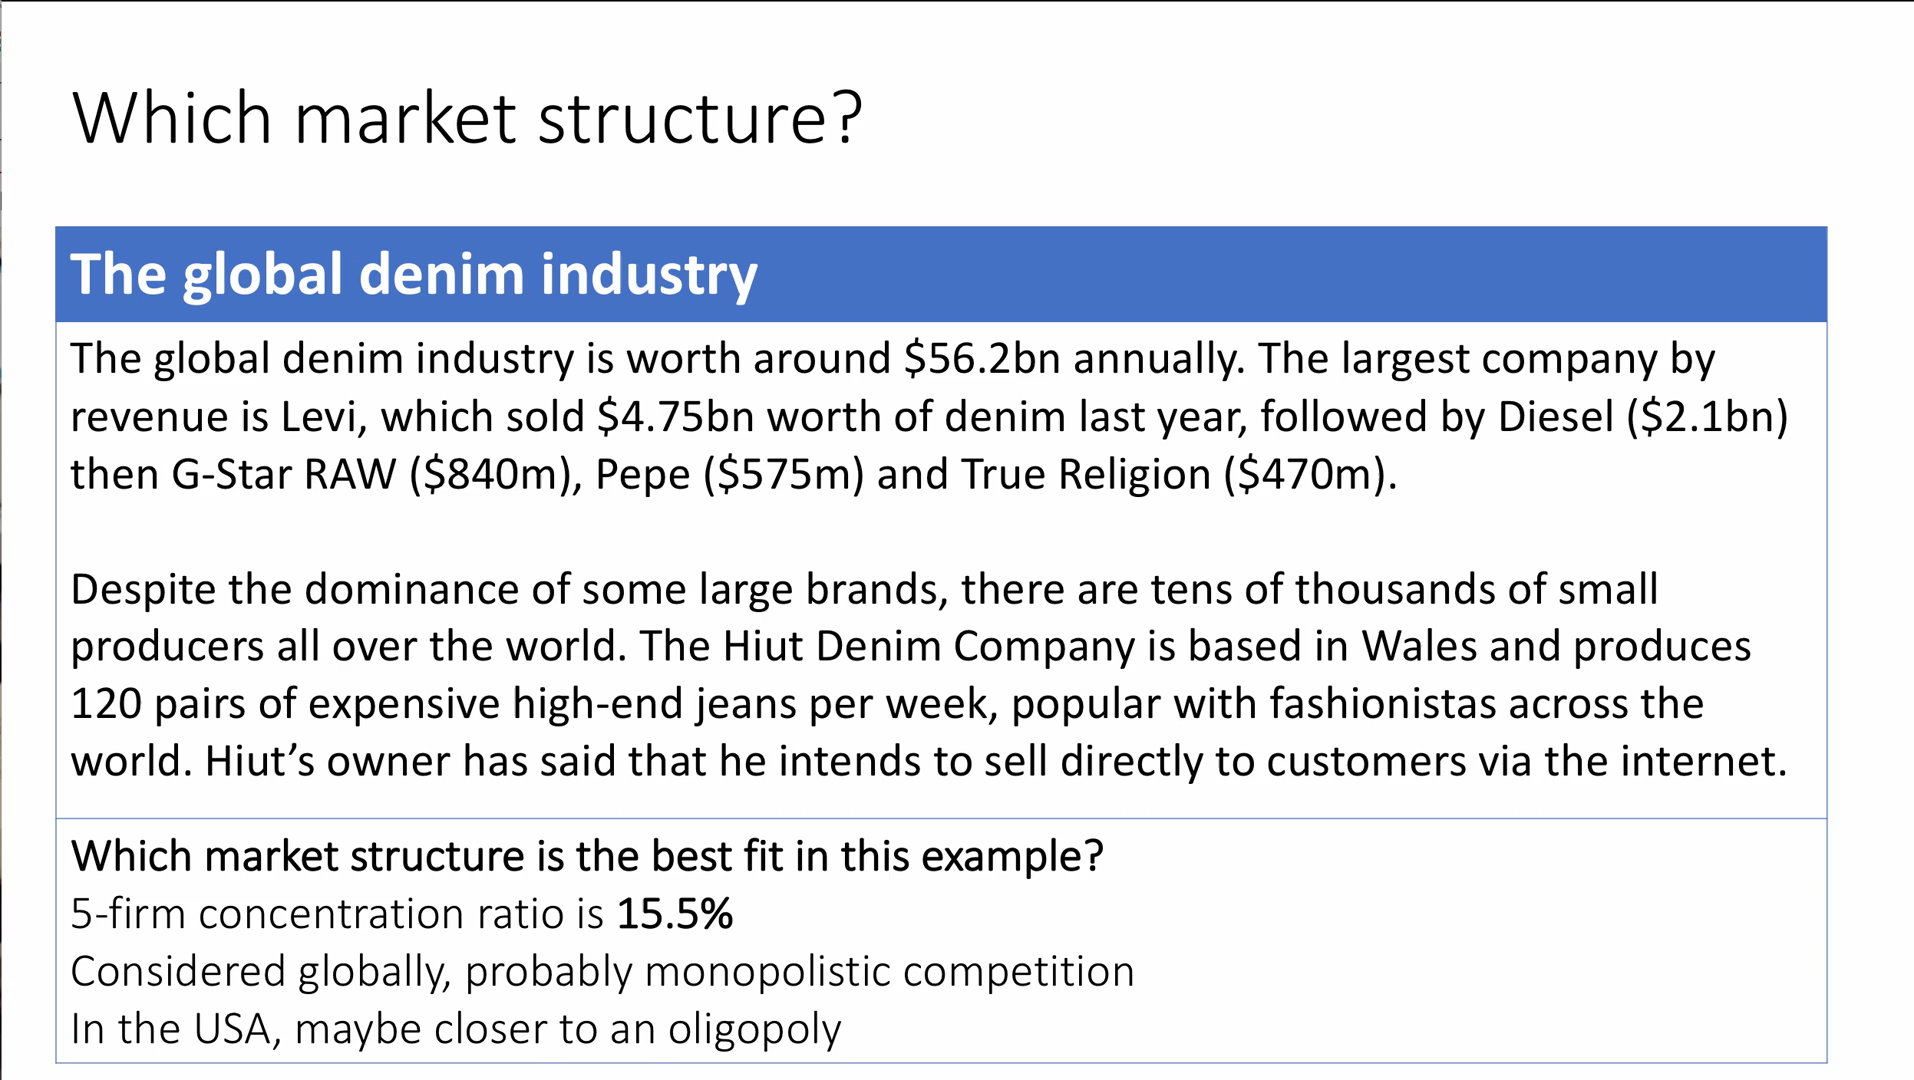 Which market structure?
The global denim industry
The global denim industry is worth around $56.2bn annually. The largest company by
revenue is Levi, which sold $4.75bn worth of denim last year, followed by Diesel ($2.1bn)
then G-Star RAW ($840m), Pepe ($575m) and True Religion ($470m).
Despite the dominance of some large brands, there are tens of thousands of small
producers all over the world. The Hiut Denim Company is based in Wales and produces
120 pairs of expensive high-end jeans per week, popular with fashionistas across the
world. Hiut’s owner has said that he intends to sell directly to customers via the internet.
Which market structure is the best fit in this example?
5-firm concentration ratio is 15.5%
Considered globally, probably monopolistic competition
In the USA, maybe closer to an oligopoly